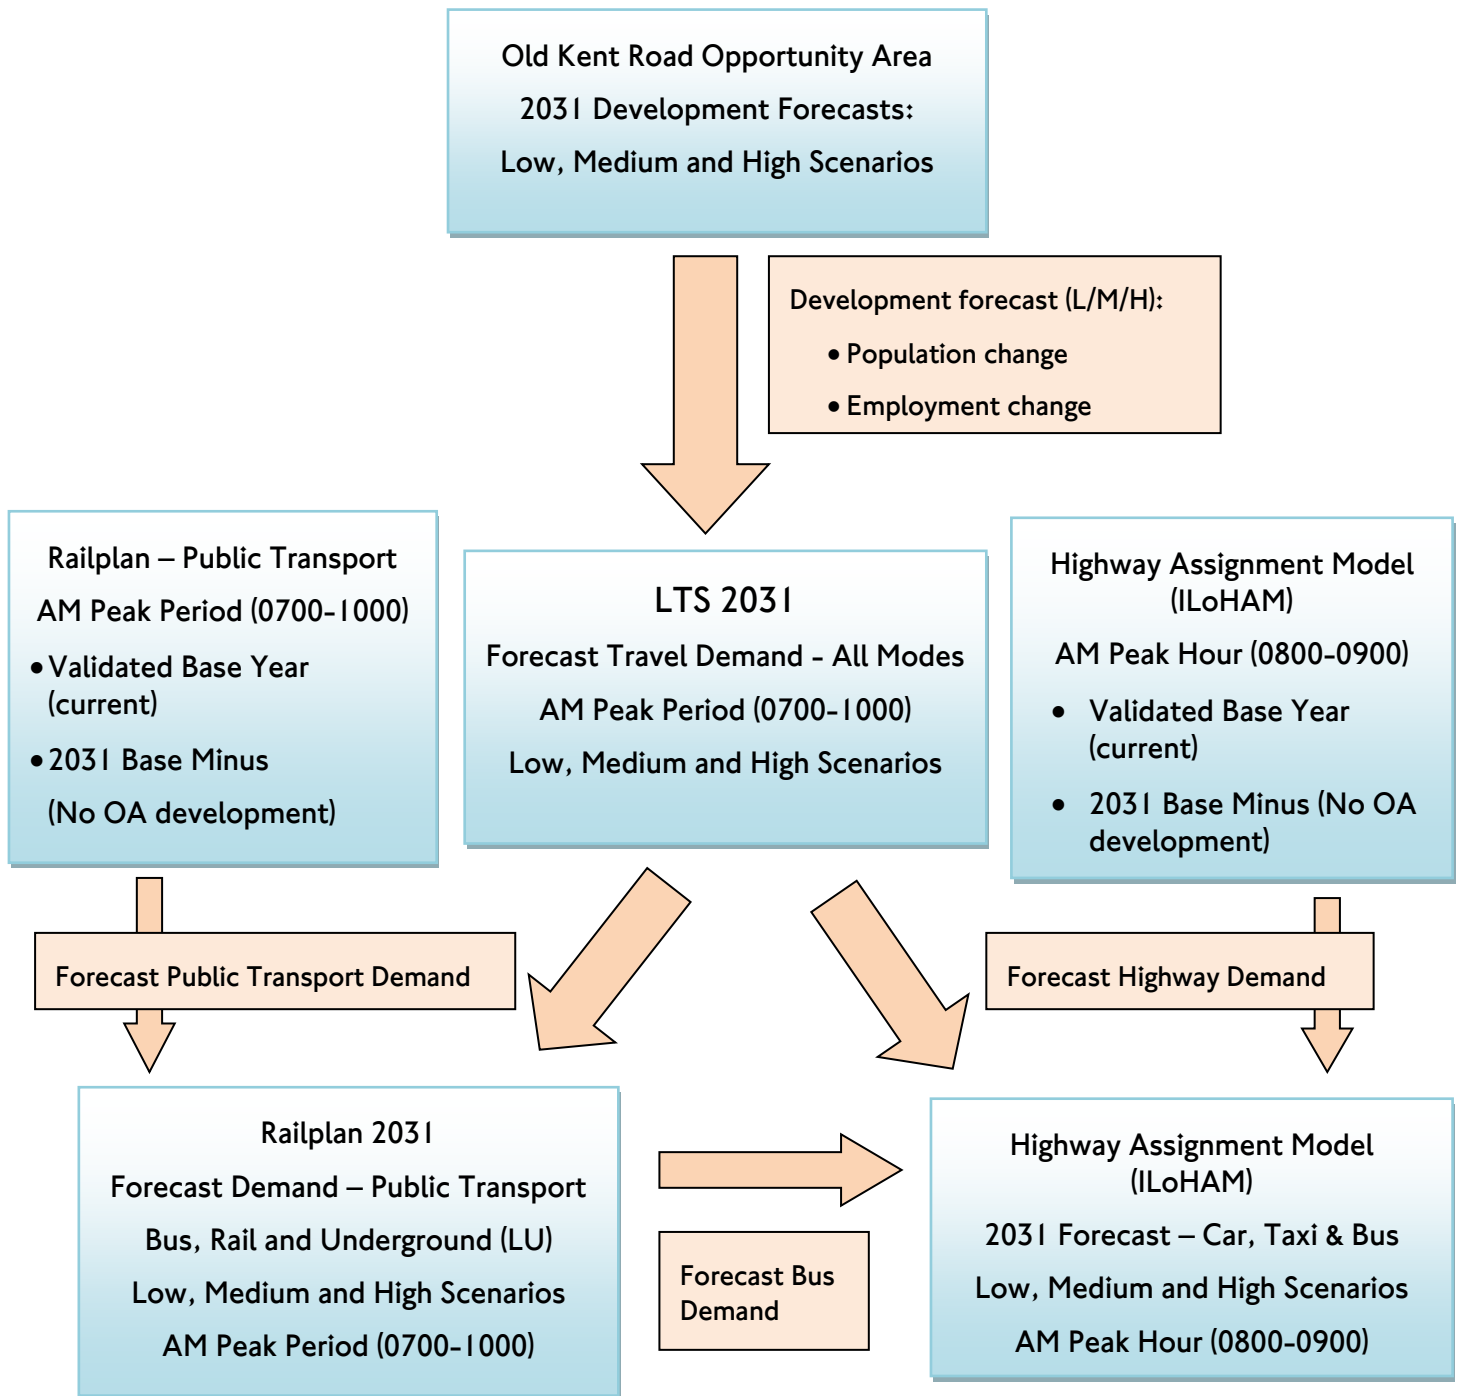 Old Kent Road Opportunity Area
2031 Development Forecasts:
Low, Medium and High Scenarios
Development forecast (L/M/H):
• Population change
• Employment change
Railplan – Public Transport
AM Peak Period (0700-1000)
• Validated Base Year
(current)
• 2031 Base Minus
(No OA development)
LTS 2031
Forecast Travel Demand - All Modes
AM Peak Period (0700-1000)
Low, Medium and High Scenarios
Highway Assignment Model
(ILoHAM)
AM Peak Hour (0800-0900)
• Validated Base Year
(current)
• 2031 Base Minus (No OA
development)
Forecast Public Transport Demand
Forecast Highway Demand
Railplan 2031
Forecast Demand – Public Transport
Bus, Rail and Underground (LU)
Low, Medium and High Scenarios
AM Peak Period (0700-1000)
Forecast Bus
Demand
Highway Assignment Model
(ILoHAM)
2031 Forecast – Car, Taxi & Bus
Low, Medium and High Scenarios
AM Peak Hour (0800-0900)